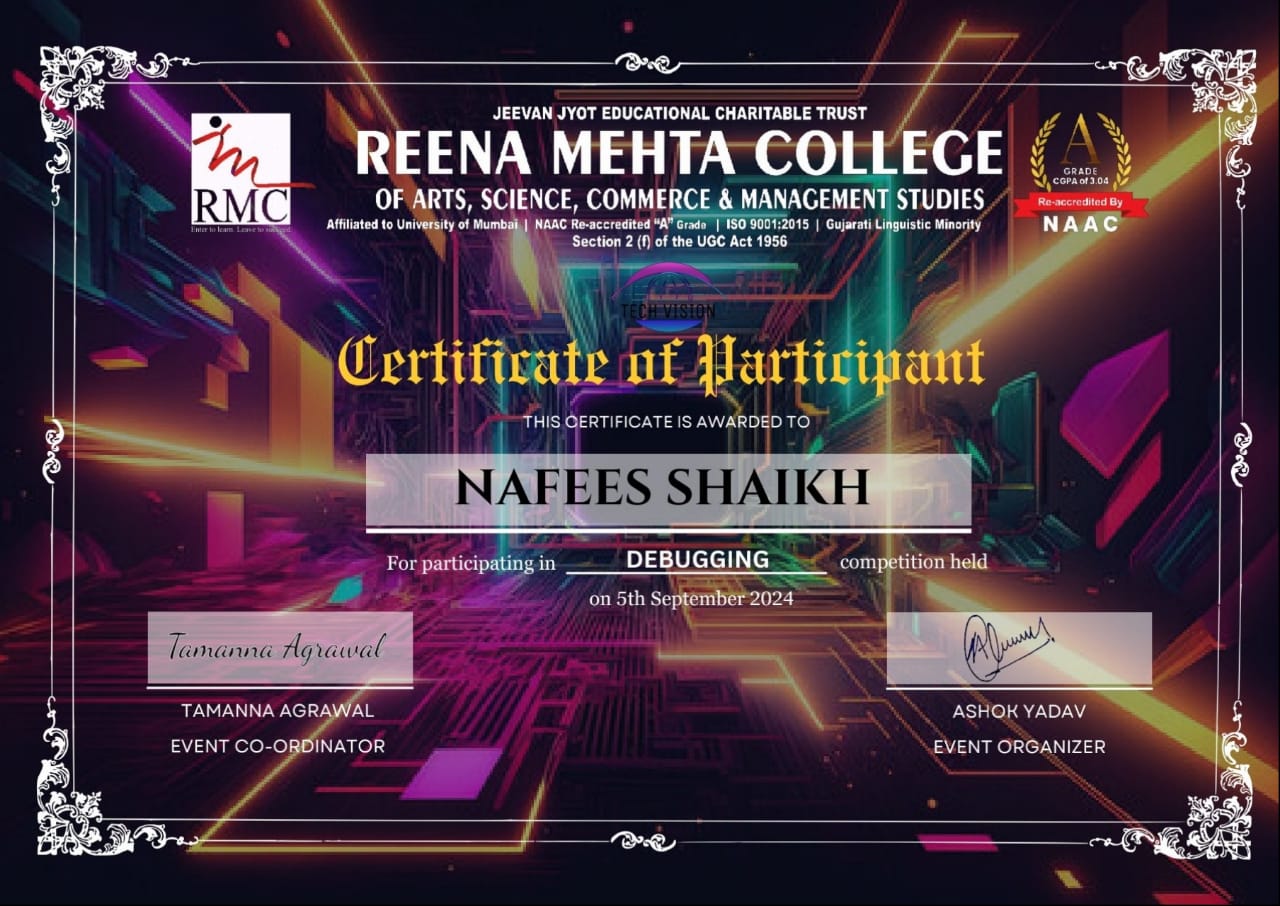 JEEVAN JYOT EDUCATIONAL CHARITABLE TRUST
REENA MEHTA COLLEGE
OF ARTS, SCIENCE, COMMERCE & MANAGEMENT STUDIES
Affiliated to University of Mumbai | NAAC Re-accredited "A" Grade | ISO 9001:2015 | Gujarati Linguistic Minority
Section 2 (f) of the UGC Act 1956
RMC
Enter to learn. Leave to succeed.
A
GRADE
CGPA of 3.04
Re-accredited By
NAAC
TECH VISION
Certificate of Participant
THIS CERTIFICATE IS AWARDED TO
NAFEES SHAIKH
For participating in DEBUGGING competition held
on 5th September 2024
Tamanna Agrawal
TAMANNA AGRAWAL
EVENT CO-ORDINATOR
ASHOK YADAV
EVENT ORGANIZER